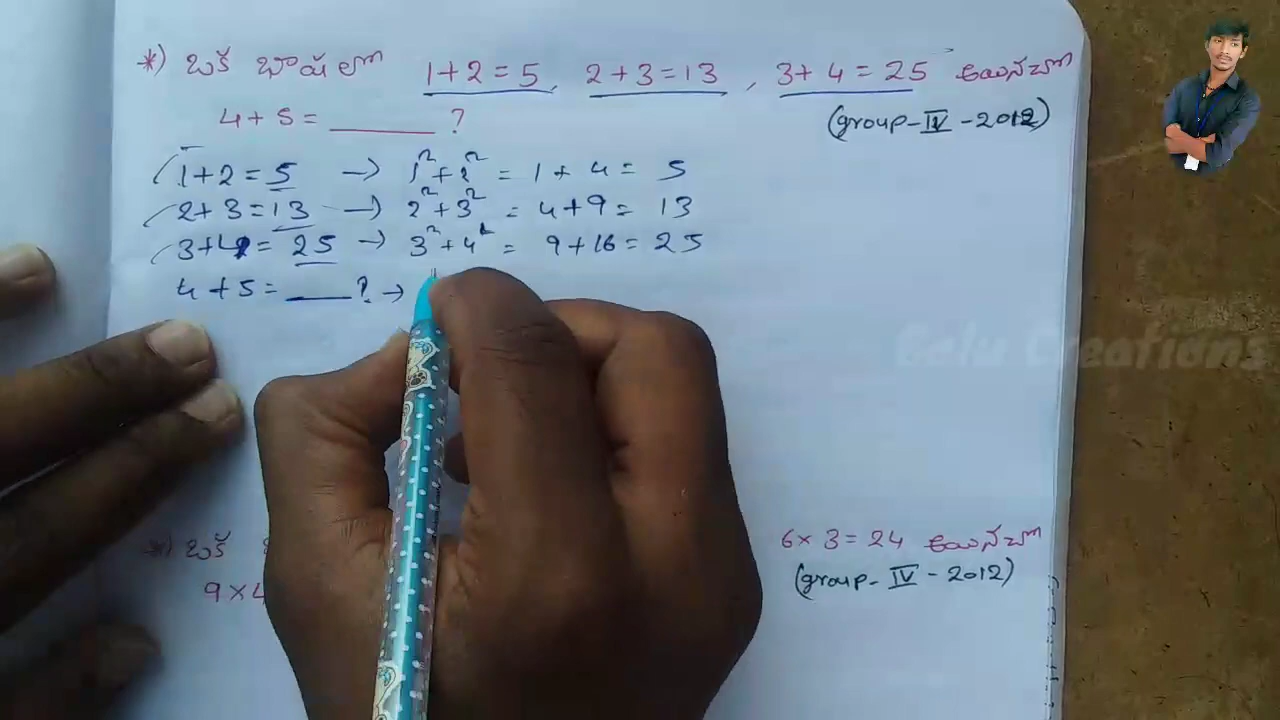 *) ఒక భాషలో 1+2=5, 2+3=13, 3+4=25 అయినచో
4+5=_____?
(group-IV-2012)
1+2=5 → 1²+2² = 1+4= 5
2+3=13 → 2²+3² = 4+9= 13
3+4= 25 → 3²+4² = 9+16=25
4+5=____? →
Balu Creations
*) ఒక 6×3=24 అయినచో
9×4
(group-IV-2012)